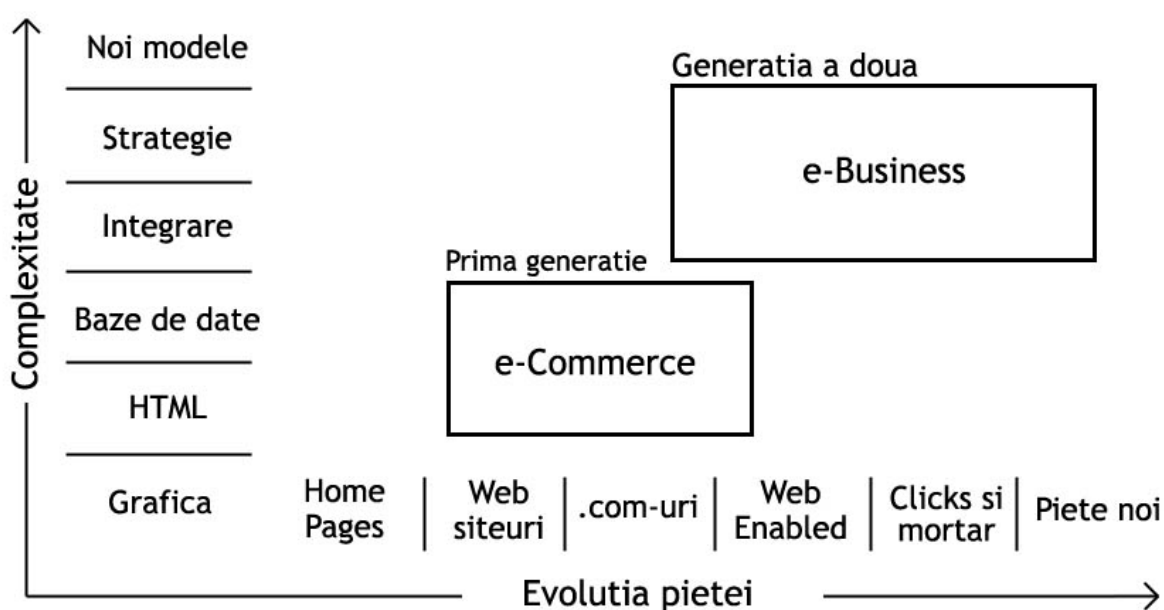 Noi modele
Strategie
Integrare
Baze de date
HTML
Grafica
Complexitate
Generatia a doua
e-Business
Prima generatie
e-Commerce
Home
Pages
Web
siteuri
.com-uri
Web
Enabled
Clicks si
mortar
Piete noi
Evolutia pietei